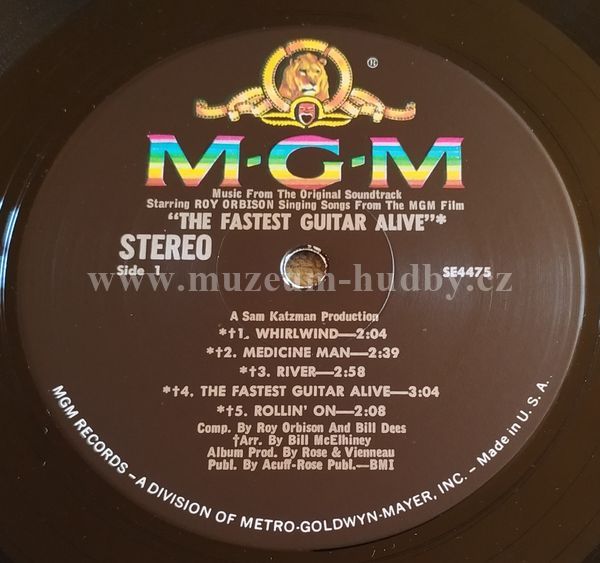 ®
M·G·M
Music From The Original Soundtrack
Starring ROY ORBISON Singing Songs From The MGM Film
“THE FASTEST GUITAR ALIVE”*
STEREO
Side 1
SE4475
www.muzeum-hudby.cz
A Sam Katzman Production
*†1. WHIRLWIND—2:04
*†2. MEDICINE MAN—2:39
*†3. RIVER—2:58
*†4. THE FASTEST GUITAR ALIVE—3:04
*†5. ROLLIN’ ON—2:08
Comp. By Roy Orbison And Bill Dees
†Arr. By Bill McElhiney
Album Prod. By Rose & Vienneau
Publ. By Acuff-Rose Publ.—BMI
MGM RECORDS – A DIVISION OF METRO-GOLDWYN-MAYER, INC. – Made in U.S.A.